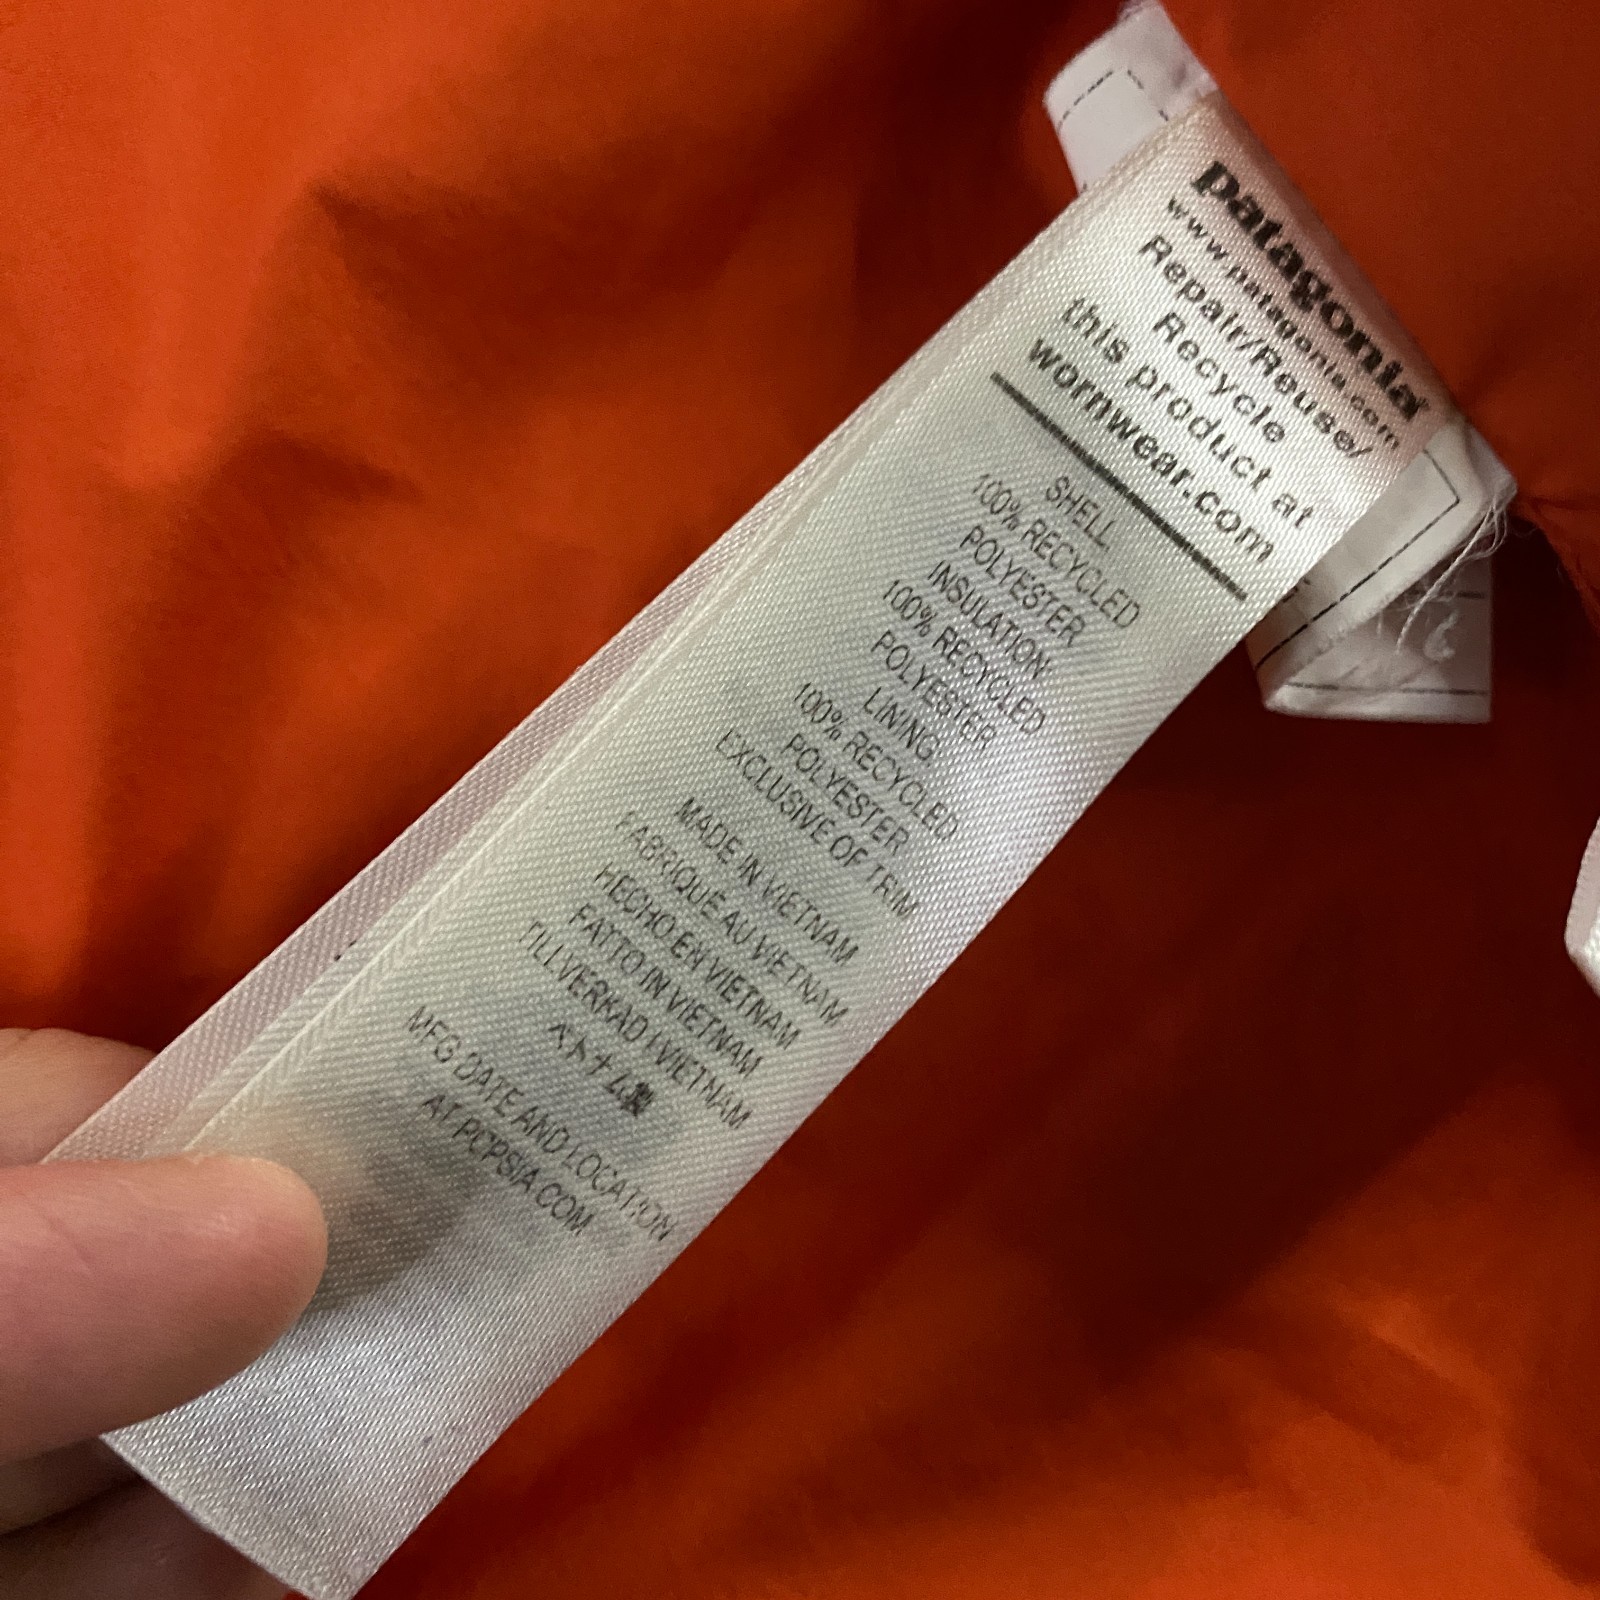 patagonia®
www.patagonia.com
Repair/Reuse/
Recycle
this product at
wornwear.com
SHELL:
100% RECYCLED
POLYESTER
INSULATION:
100% RECYCLED
POLYESTER
LINING:
100% RECYCLED
POLYESTER
EXCLUSIVE OF TRIM
MADE IN VIETNAM
FABRIQUÉ AU VIETNAM
HECHO EN VIETNAM
FATTO IN VIETNAM
TILLVERKAD I VIETNAM
ベトナム製
MFG DATE AND LOCATION
AT PCPSIA.COM